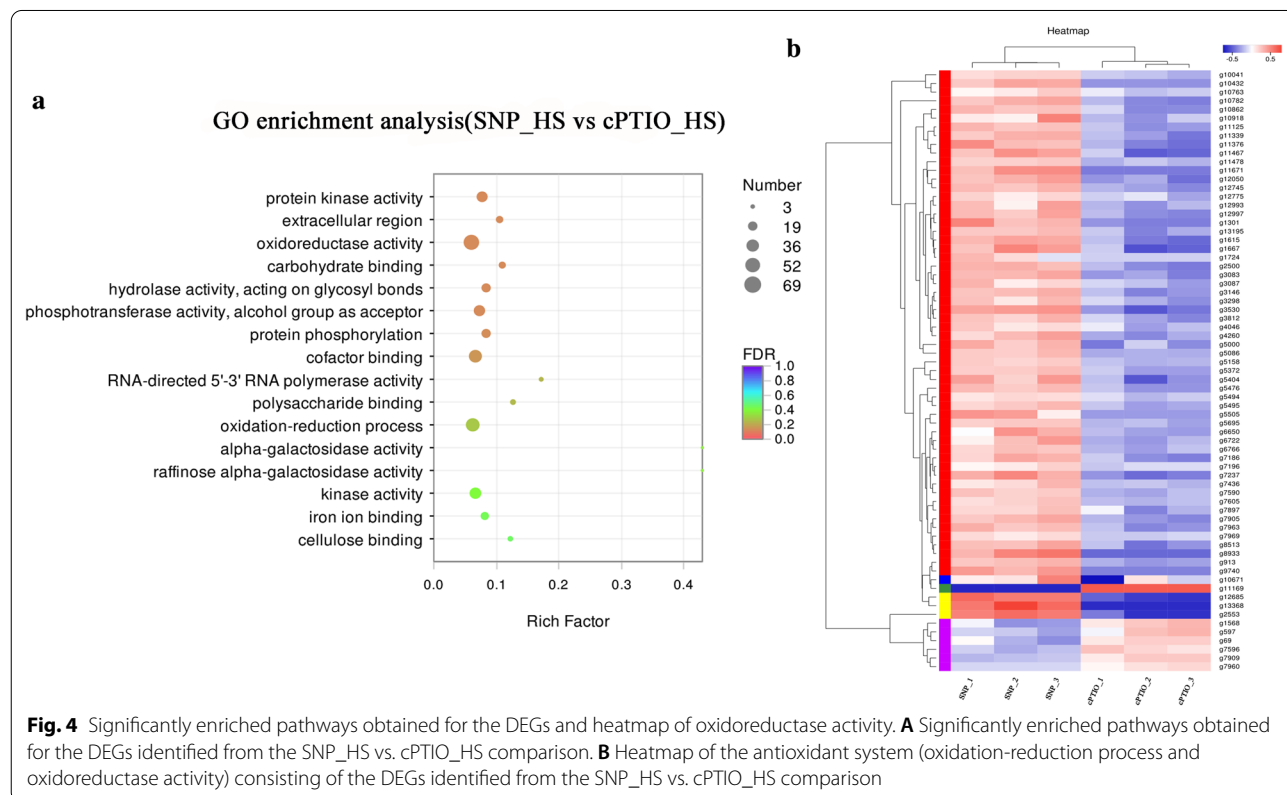 a
GO enrichment analysis(SNP_HS vs cPTIO_HS)
protein kinase activity
extracellular region
oxidoreductase activity
carbohydrate binding
hydrolase activity, acting on glycosyl bonds
phosphotransferase activity, alcohol group as acceptor
protein phosphorylation
cofactor binding
RNA-directed 5'-3' RNA polymerase activity
polysaccharide binding
oxidation-reduction process
alpha-galactosidase activity
raffinose alpha-galactosidase activity
kinase activity
iron ion binding
cellulose binding
0.0 0.1 0.2 0.3 0.4
Rich Factor
Number
3
19
36
52
69
FDR
1.0
0.8
0.6
0.4
0.2
0.0
b
Heatmap
-0.5 0.5
g10041
g10432
g10763
g10782
g10862
g10918
g11125
g11339
g11376
g11467
g11478
g11671
g12050
g12745
g12775
g12993
g12997
g1301
g13195
g1615
g1667
g1724
g2500
g3083
g3087
g3146
g3298
g3530
g3812
g4046
g4260
g5000
g5086
g5158
g5372
g5404
g5476
g5494
g5495
g5505
g5695
g6650
g6722
g6766
g7186
g7196
g7237
g7436
g7590
g7605
g7897
g7905
g7963
g7969
g8513
g8933
g913
g9740
g10671
g11169
g12685
g13368
g2553
g1568
g597
g69
g7596
g7909
g7960
SNP_1 SNP_2 SNP_3 cPTIO_1 cPTIO_2 cPTIO_3
Fig. 4 Significantly enriched pathways obtained for the DEGs and heatmap of oxidoreductase activity. A Significantly enriched pathways obtained
for the DEGs identified from the SNP_HS vs. cPTIO_HS comparison. B Heatmap of the antioxidant system (oxidation-reduction process and
oxidoreductase activity) consisting of the DEGs identified from the SNP_HS vs. cPTIO_HS comparison